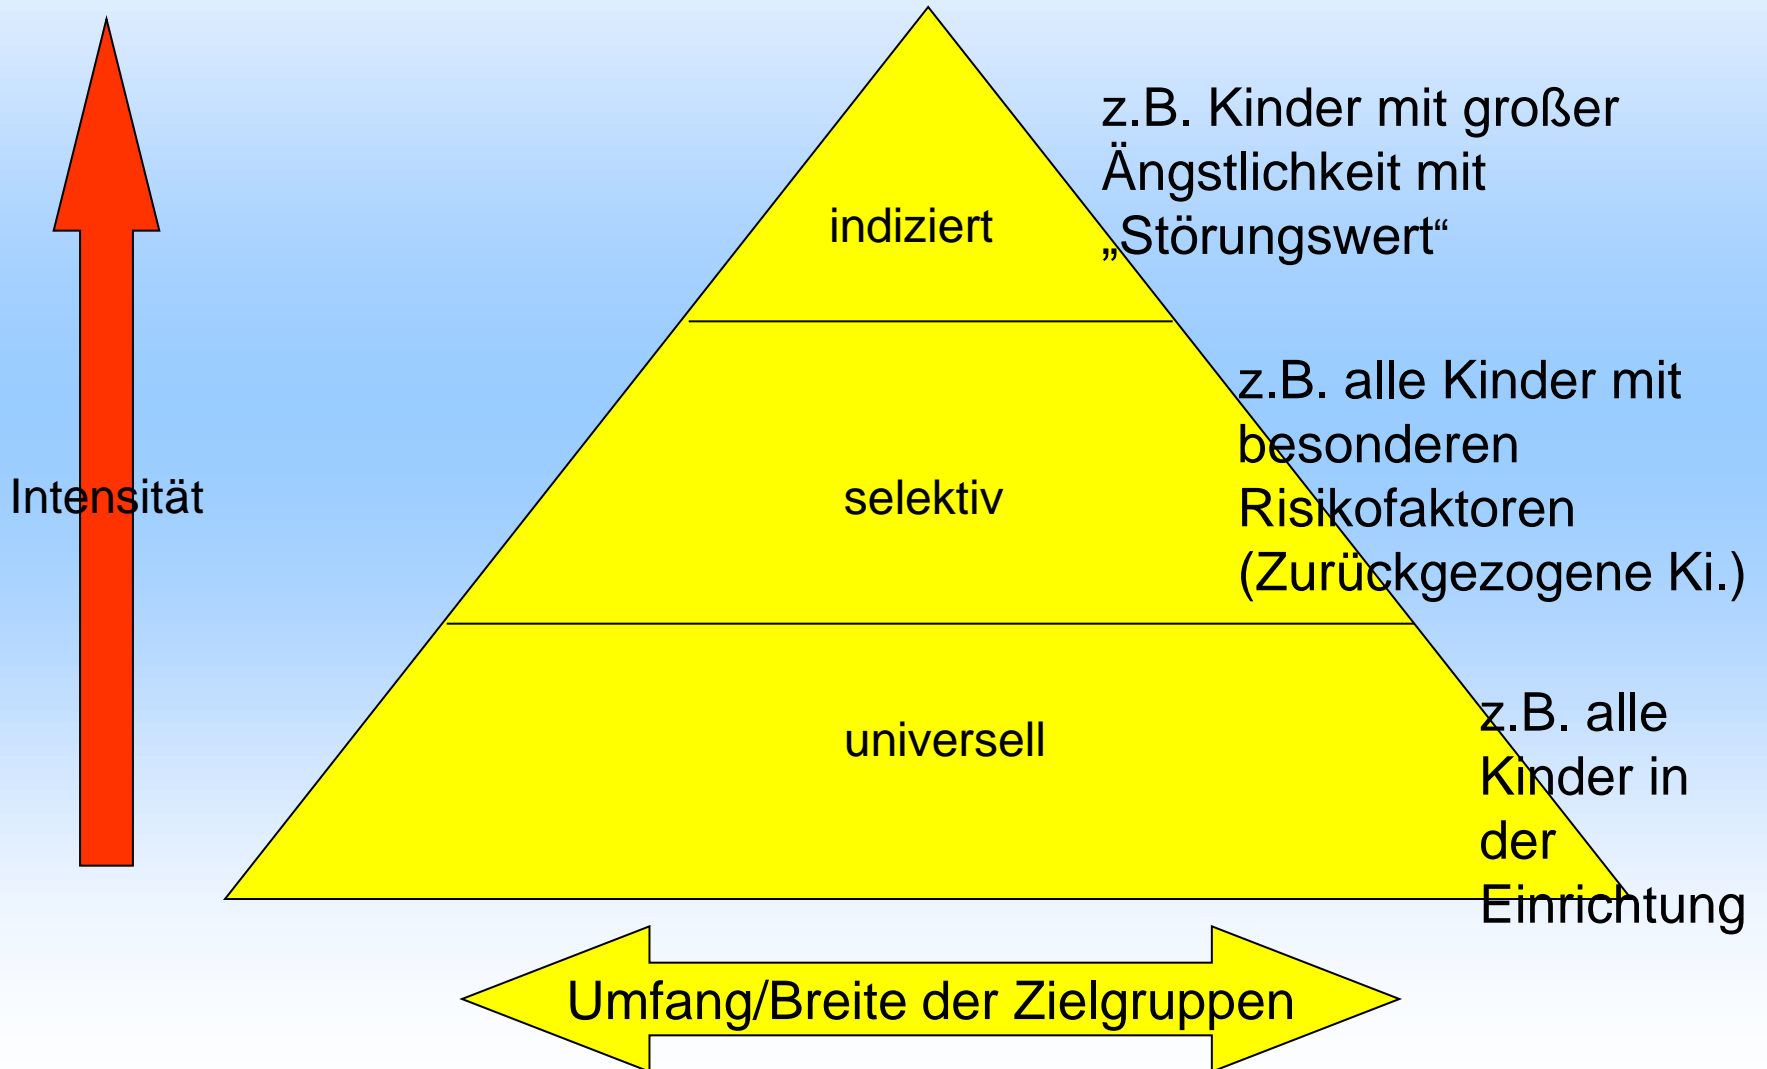 z.B. Kinder mit großer
Ängstlichkeit mit
„Störungswert“
indiziert
z.B. alle Kinder mit
besonderen
Risikofaktoren
(Zurückgezogene Ki.)
Intensität
selektiv
z.B. alle
Kinder in
der
Einrichtung
universell
Umfang/Breite der Zielgruppen